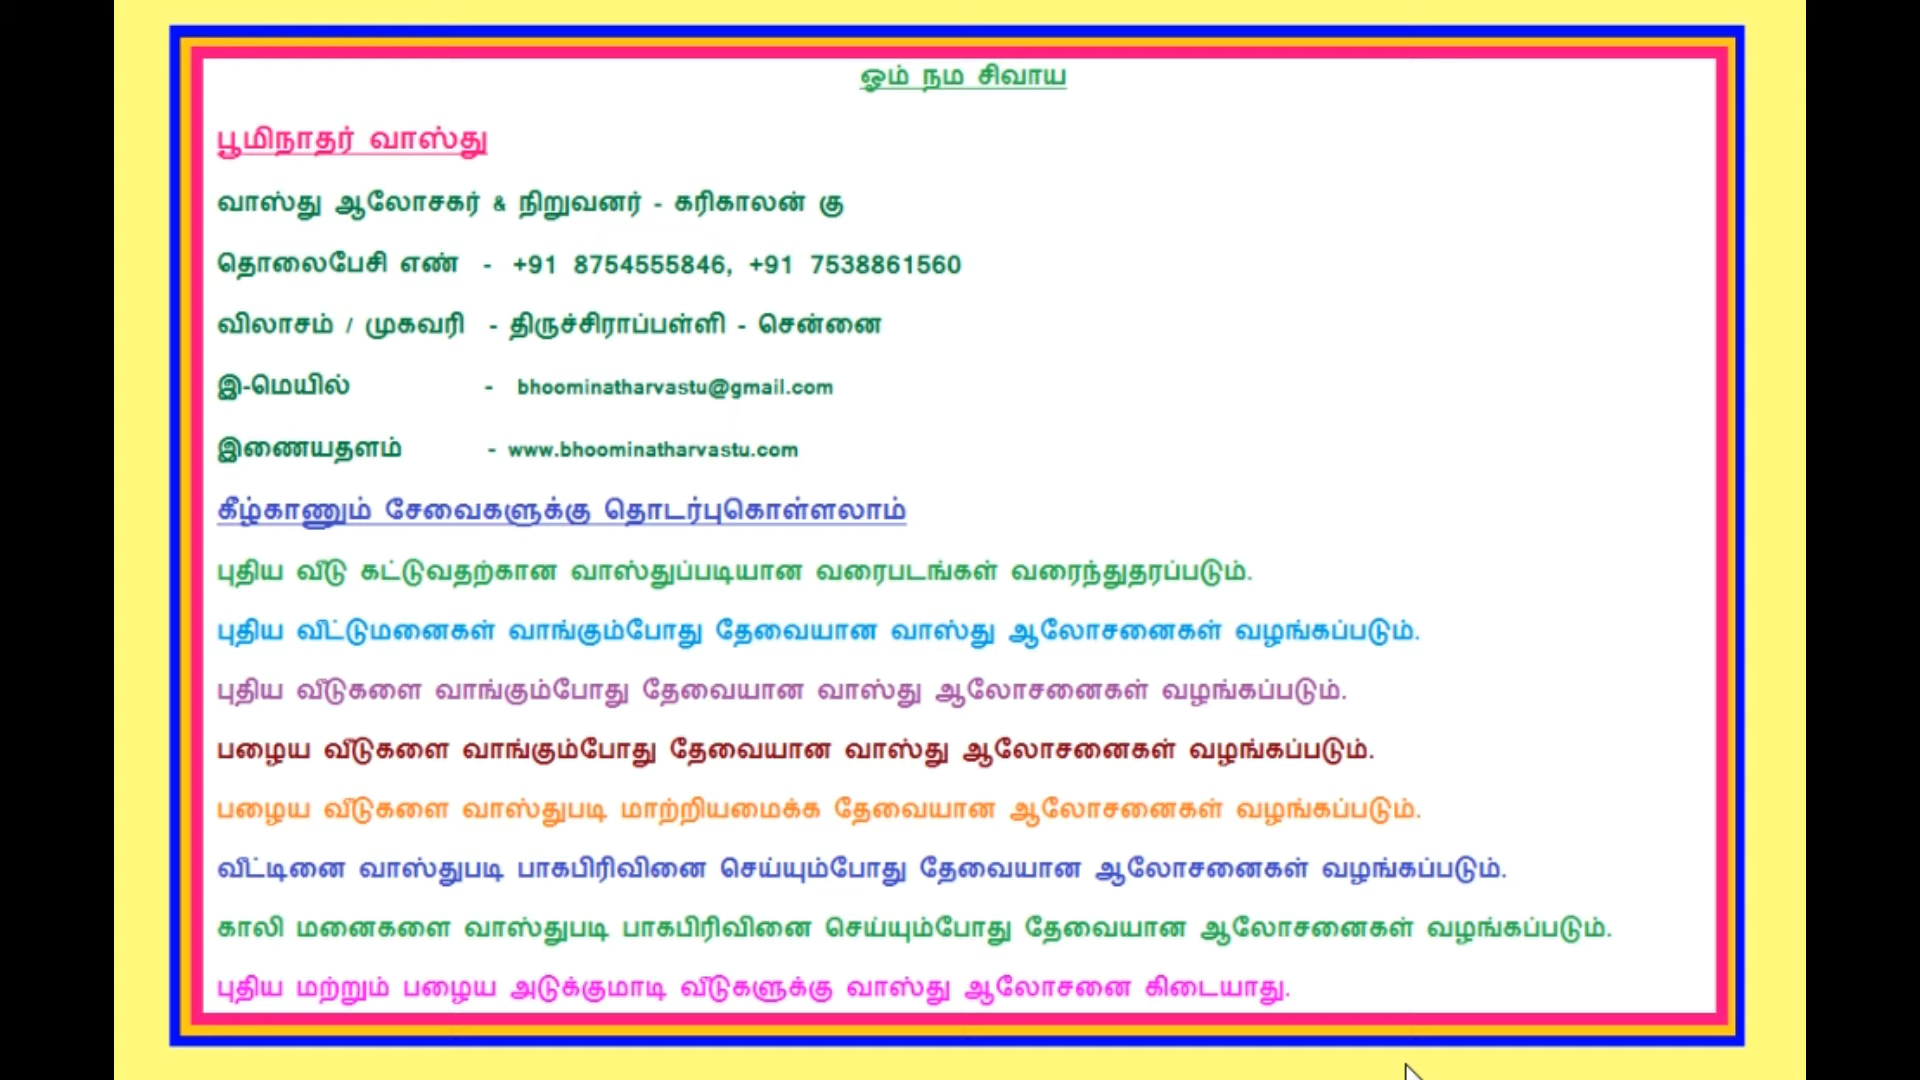 ஓம் நம சிவாய
பூமிநாதர் வாஸ்து
வாஸ்து ஆலோசகர் & நிறுவனர் - கரிகாலன் கு
தொலைபேசி எண் - +91 8754555846, +91 7538861560
விலாசம் / முகவரி - திருச்சிராப்பள்ளி - சென்னை
இ-மெயில் - bhoominatharvastu@gmail.com
இணையதளம் - www.bhoominatharvastu.com
கீழ்காணும் சேவைகளுக்கு தொடர்புகொள்ளலாம்
புதிய வீடு கட்டுவதற்கான வாஸ்துப்படியான வரைபடங்கள் வரைந்துதரப்படும்.
புதிய வீட்டுமனைகள் வாங்கும்போது தேவையான வாஸ்து ஆலோசனைகள் வழங்கப்படும்.
புதிய வீடுகளை வாங்கும்போது தேவையான வாஸ்து ஆலோசனைகள் வழங்கப்படும்.
பழைய வீடுகளை வாங்கும்போது தேவையான வாஸ்து ஆலோசனைகள் வழங்கப்படும்.
பழைய வீடுகளை வாஸ்துபடி மாற்றியமைக்க தேவையான ஆலோசனைகள் வழங்கப்படும்.
வீட்டினை வாஸ்துபடி பாகபிரிவினை செய்யும்போது தேவையான ஆலோசனைகள் வழங்கப்படும்.
காலி மனைகளை வாஸ்துபடி பாகபிரிவினை செய்யும்போது தேவையான ஆலோசனைகள் வழங்கப்படும்.
புதிய மற்றும் பழைய அடுக்குமாடி வீடுகளுக்கு வாஸ்து ஆலோசனை கிடையாது.